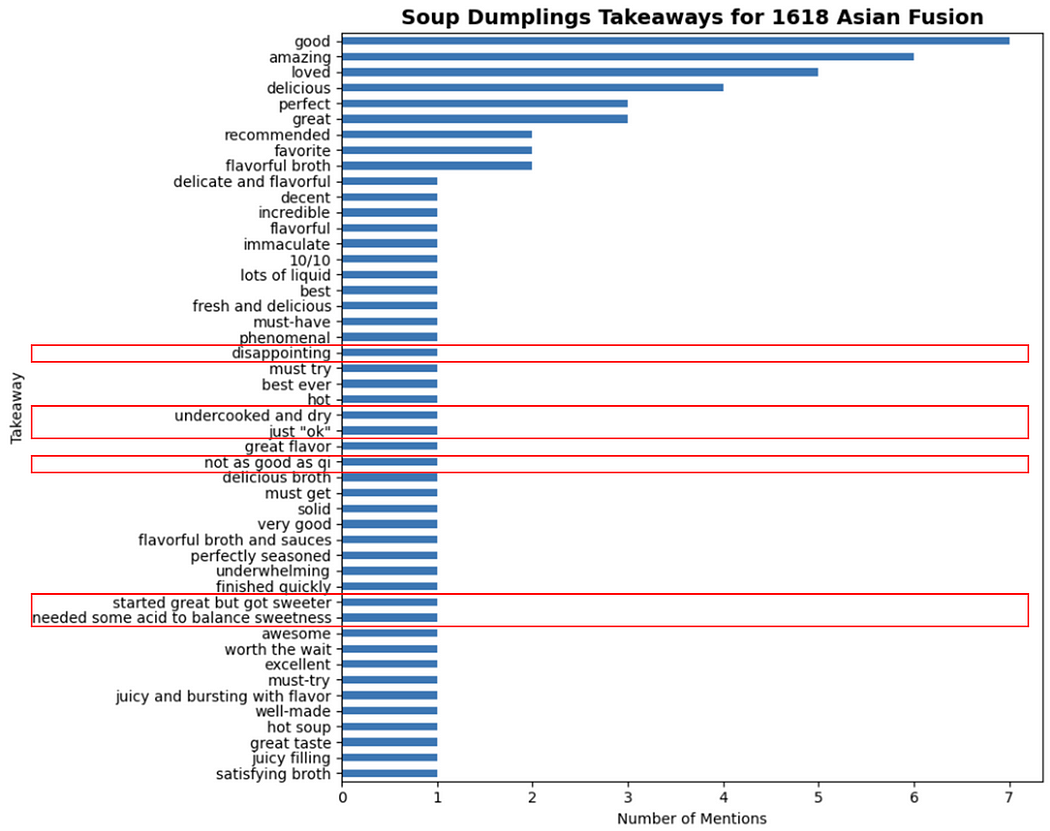 Soup Dumplings Takeaways for 1618 Asian Fusion
good
amazing
loved
delicious
perfect
great
recommended
favorite
flavorful broth
delicate and flavorful
decent
incredible
flavorful
immaculate
10/10
lots of liquid
best
fresh and delicious
must-have
phenomenal
disappointing
must try
best ever
hot
undercooked and dry
just "ok"
great flavor
not as good as qi
delicious broth
must get
solid
very good
flavorful broth and sauces
perfectly seasoned
underwhelming
finished quickly
started great but got sweeter
needed some acid to balance sweetness
awesome
worth the wait
excellent
must-try
juicy and bursting with flavor
well-made
hot soup
great taste
juicy filling
satisfying broth
Takeaway
0 1 2 3 4 5 6 7
Number of Mentions